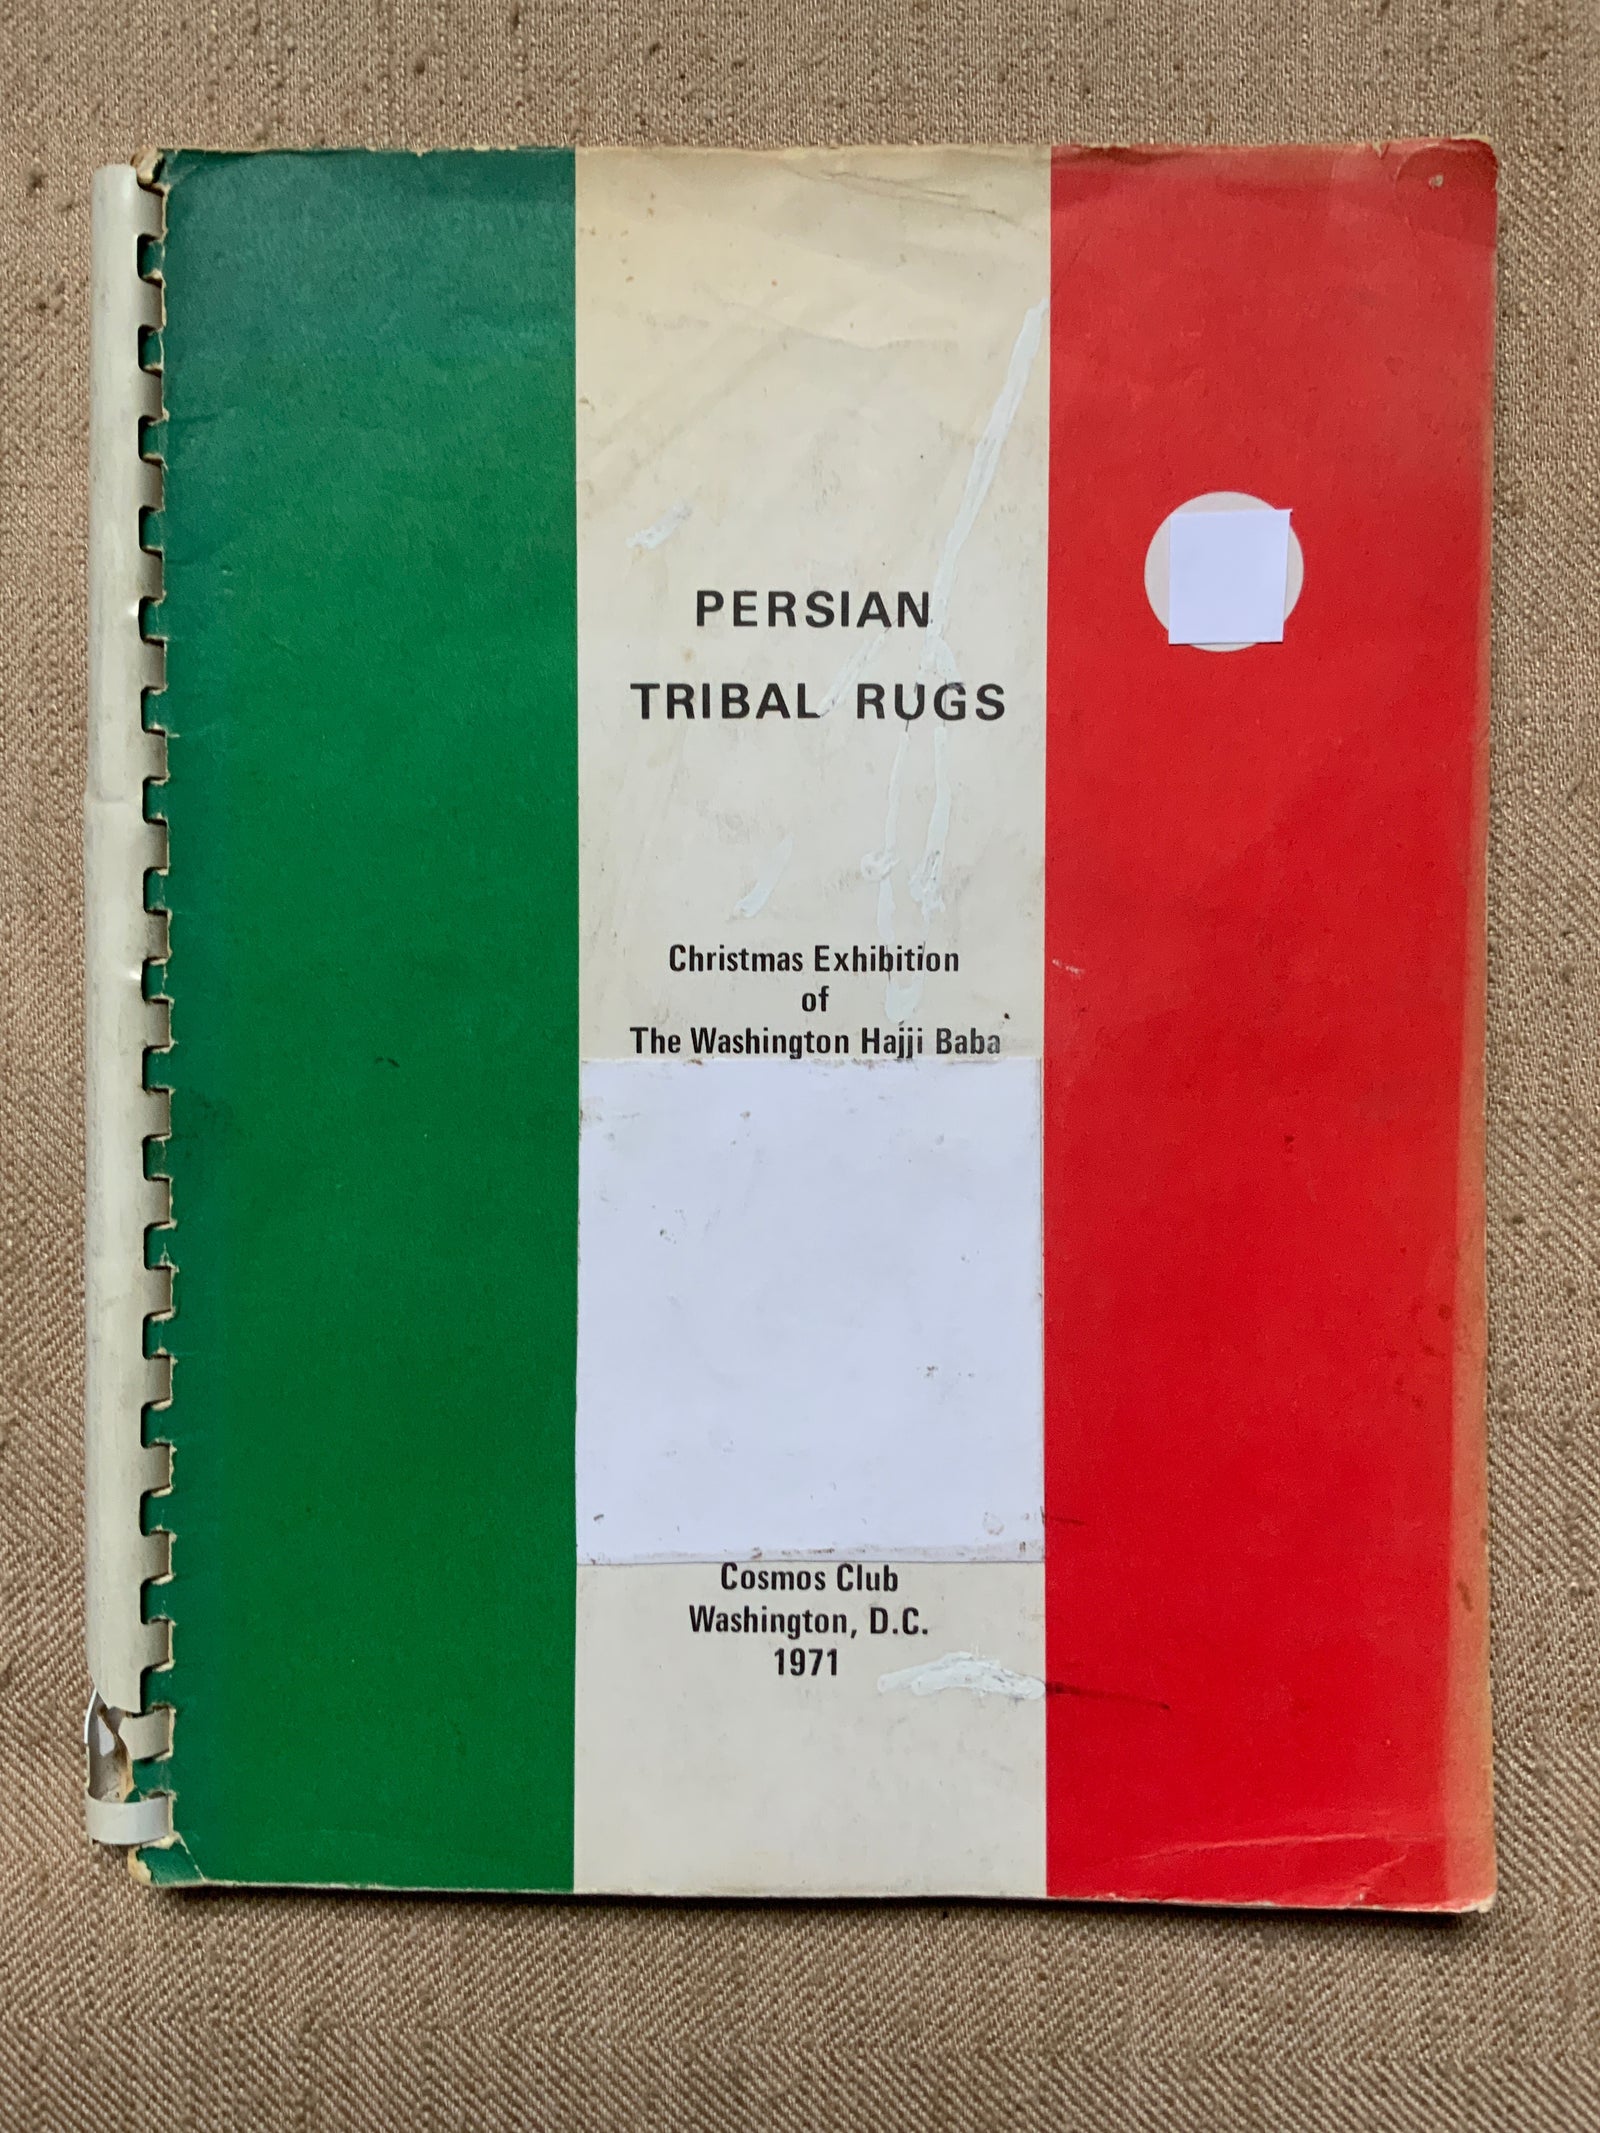 PERSIAN
TRIBAL RUGS
Christmas Exhibition
of
The Washington Hajji Baba
Cosmos Club
Washington, D.C.
1971